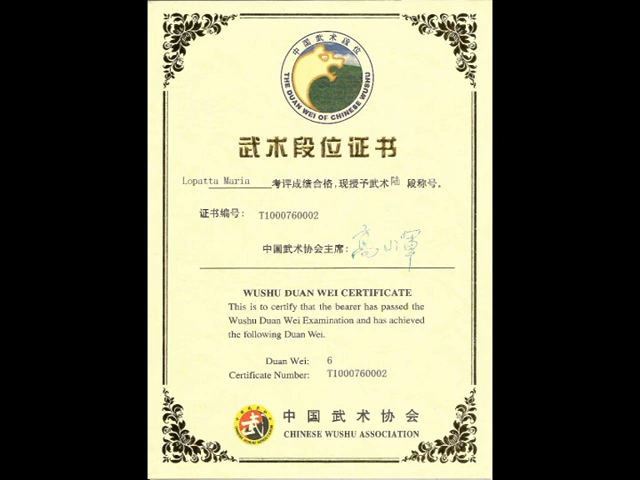 中国武术段位
THE DUAN WEI OF CHINESE WUSHU
武术段位证书
Lopatta Maria 考评成绩合格,现授予武术陆 段称号。
证书编号: T1000760002
中国武术协会主席:
WUSHU DUAN WEI CERTIFICATE
This is to certify that the bearer has passed the
Wushu Duan Wei Examination and has achieved
the following Duan Wei.
Duan Wei: 6
Certificate Number: T1000760002
武
中国武术协会
CHINESE WUSHU ASSOCIATION